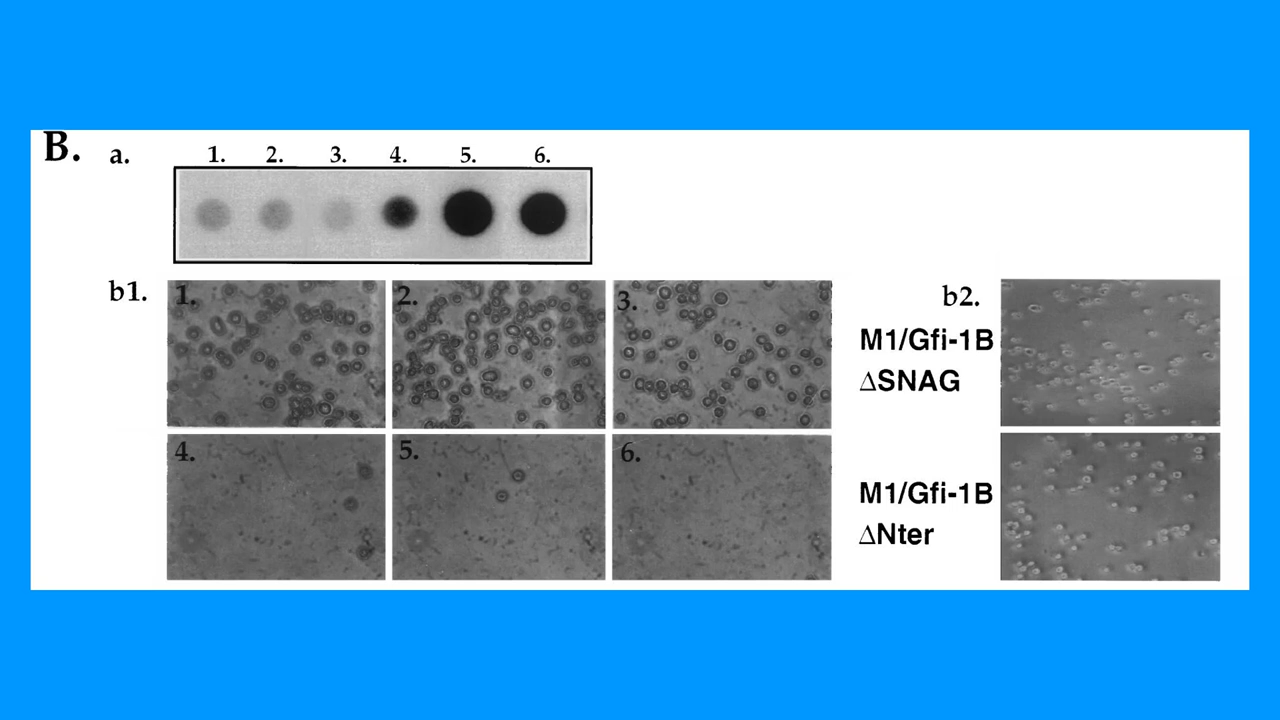 B. a. 1. 2. 3. 4. 5. 6.
b1. 1. 2. 3. b2.
M1/Gfi-1B
ΔSNAG
4. 5. 6.
M1/Gfi-1B
ΔNter